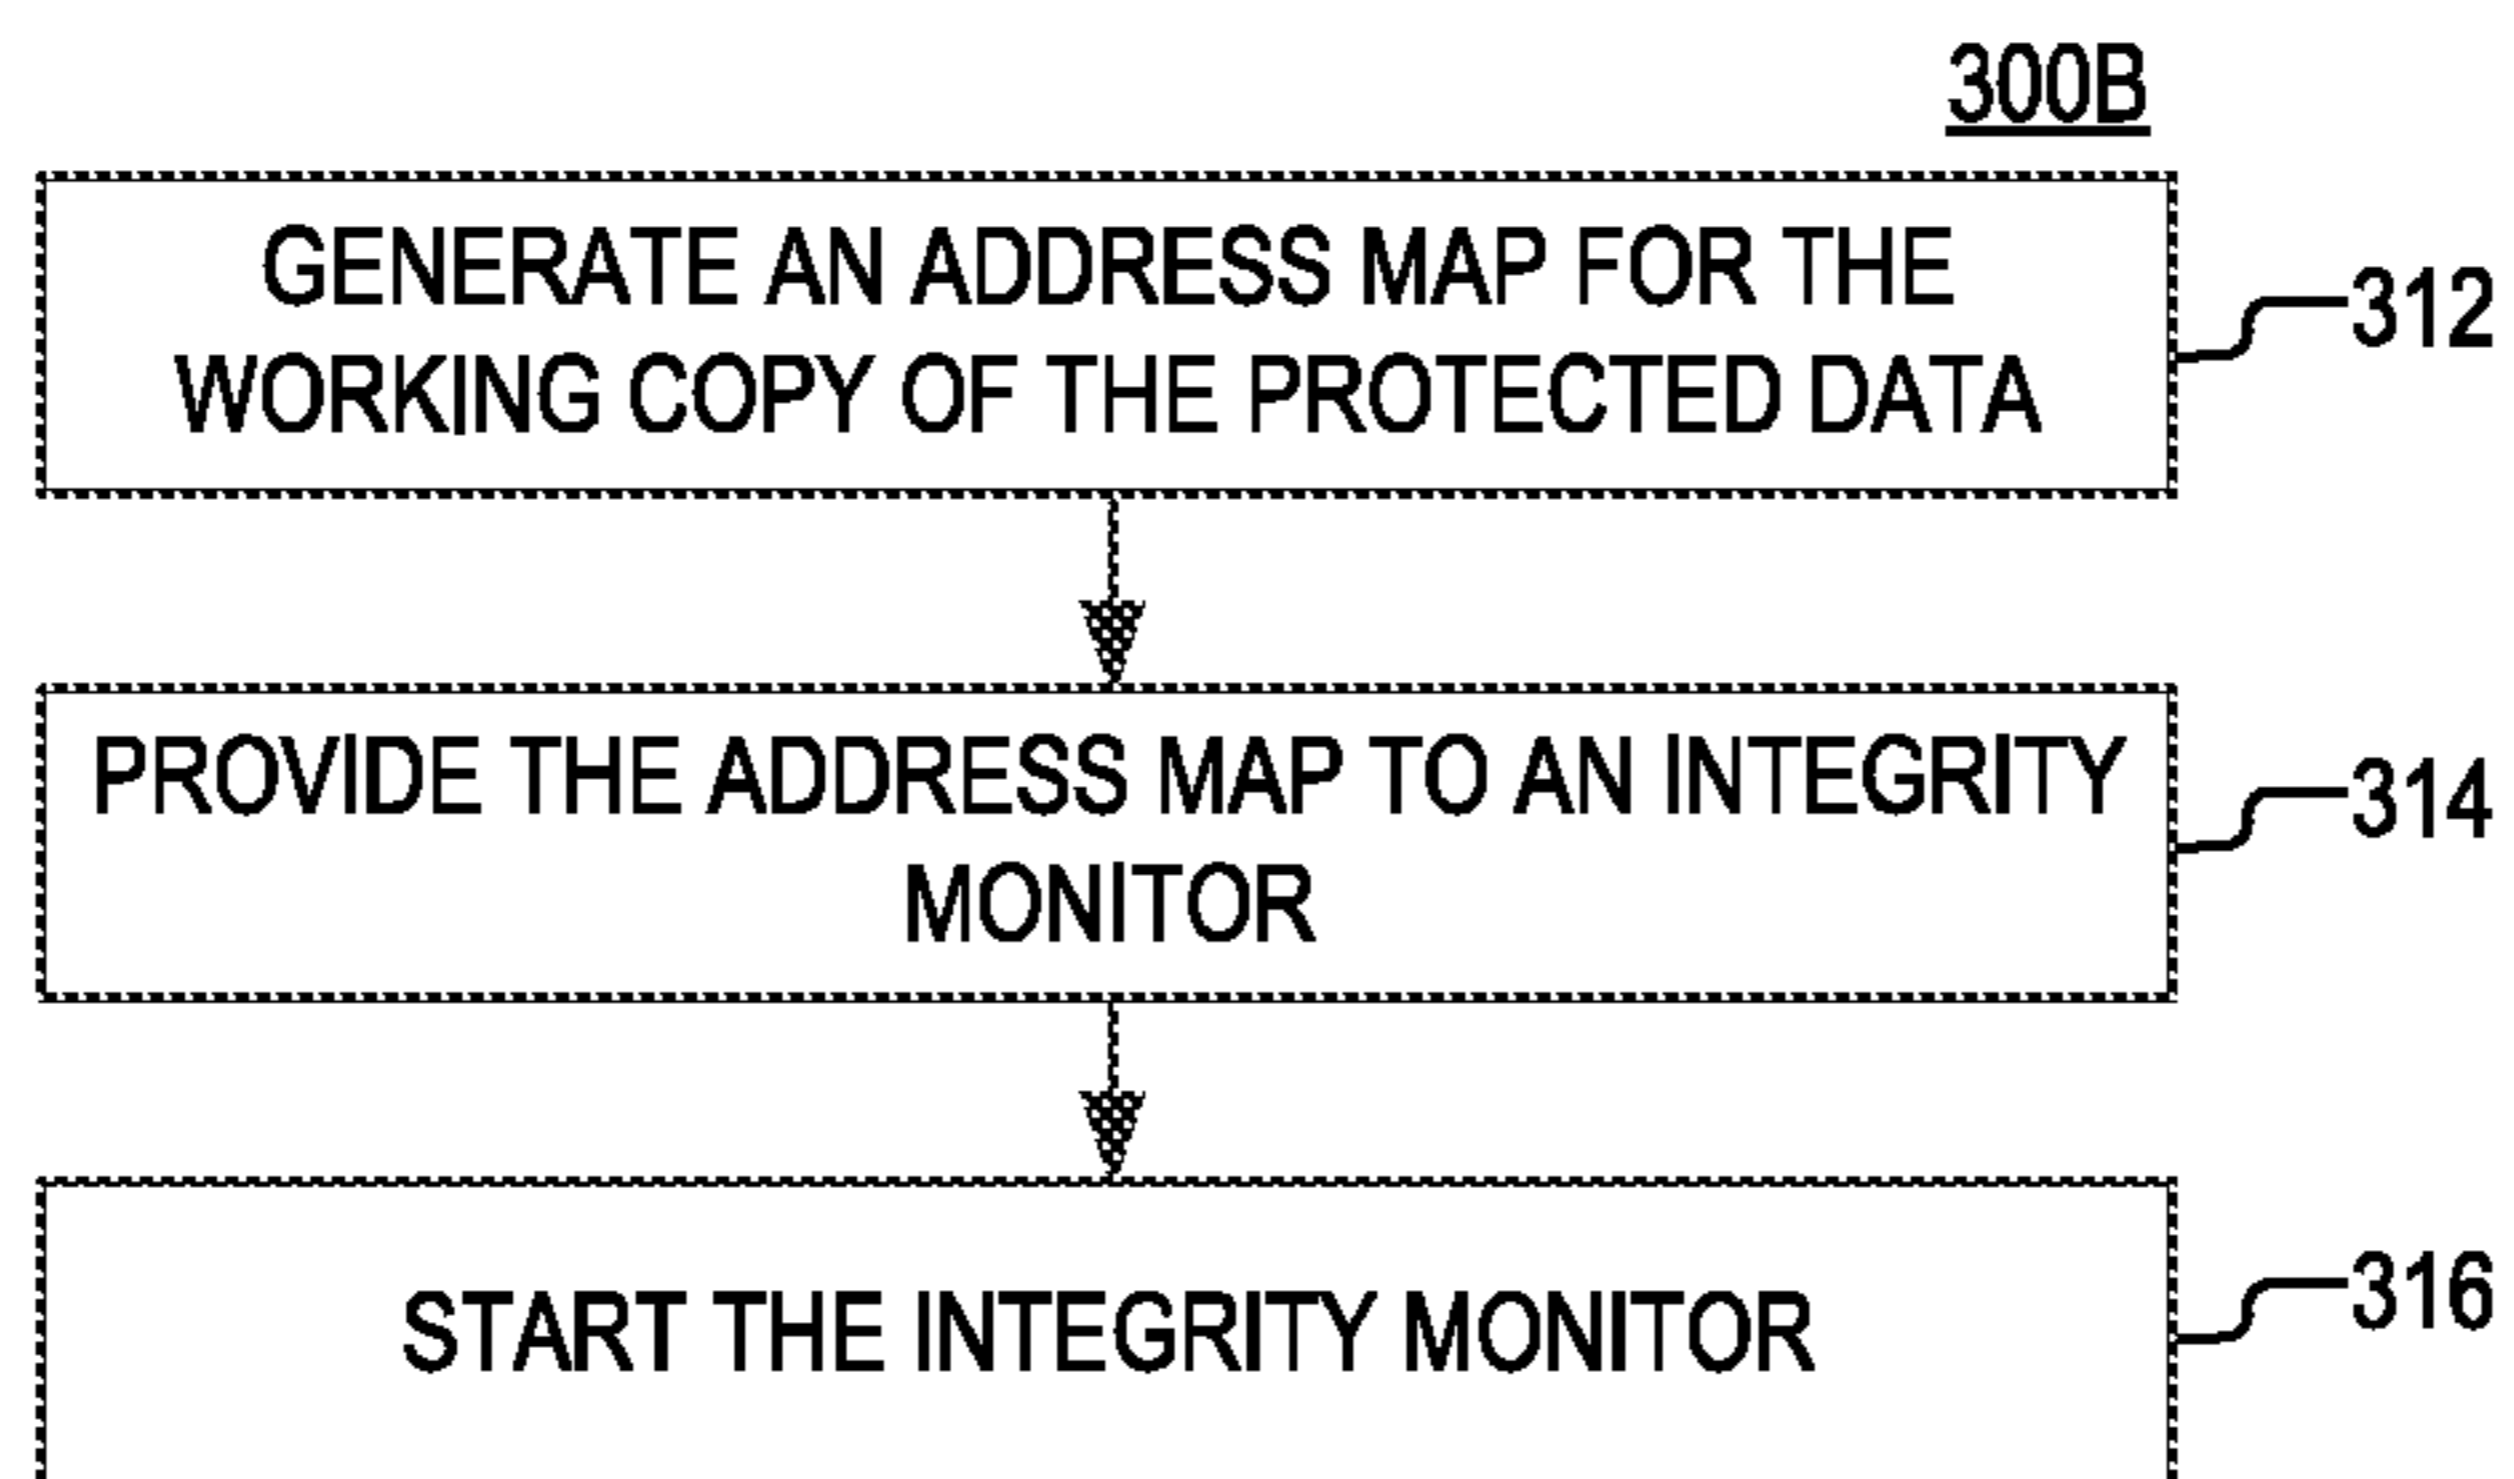 300B
GENERATE AN ADDRESS MAP FOR THE
WORKING COPY OF THE PROTECTED DATA
312
PROVIDE THE ADDRESS MAP TO AN INTEGRITY
MONITOR
314
START THE INTEGRITY MONITOR
316